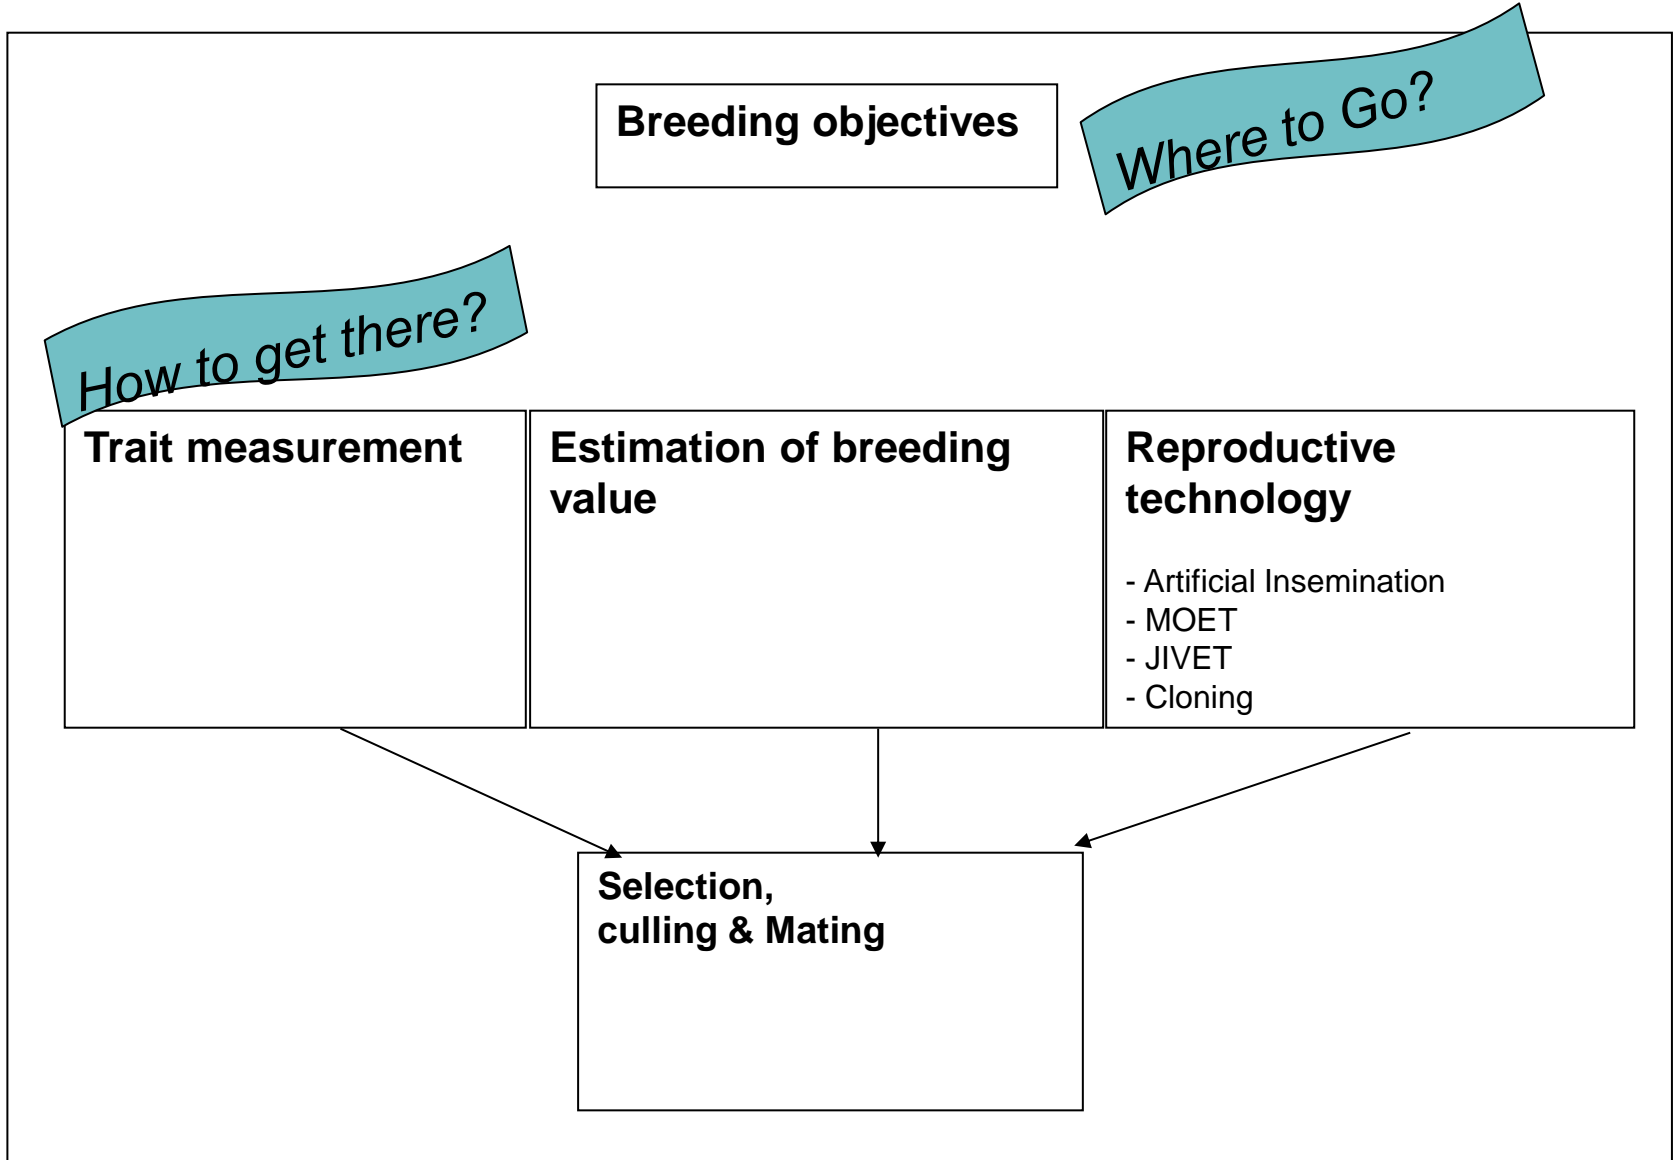 Breeding objectives
Where to Go?
How to get there?
Trait measurement
Estimation of breeding
value
Reproductive
technology
- Artificial Insemination
- MOET
- JIVET
- Cloning
Selection,
culling & Mating